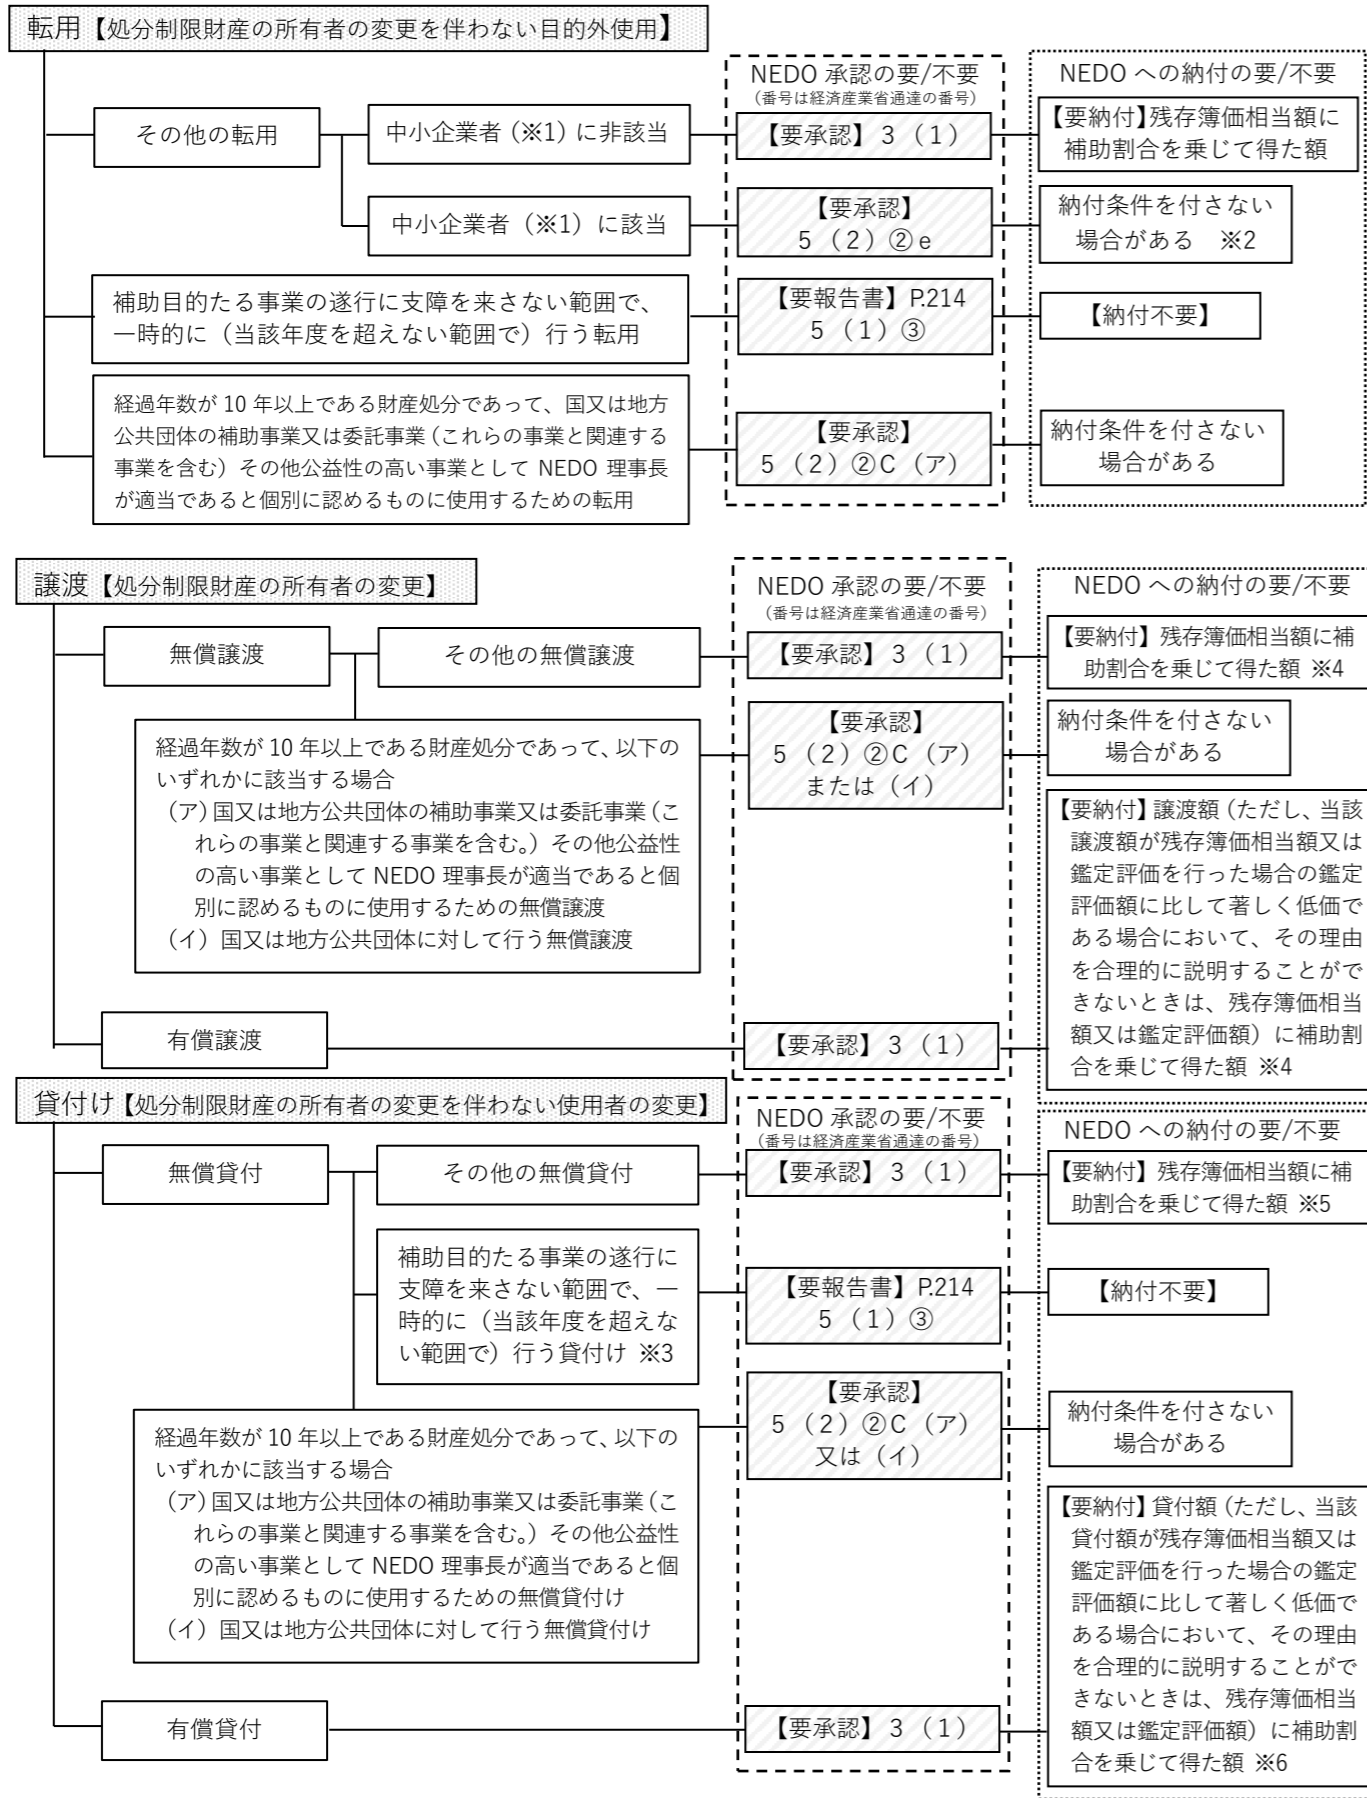 転用【処分制限財産の所有者の変更を伴わない目的外使用】
NEDO 承認の要/不要
(番号は経済産業省通達の番号)
NEDO への納付の要/不要
その他の転用
中小企業者(※1)に非該当
【要承認】3(1)
【要納付】残存簿価相当額に
補助割合を乗じて得た額
中小企業者(※1)に該当
【要承認】
5(2)②e
納付条件を付さない
場合がある ※2
補助目的たる事業の遂行に支障を来さない範囲で、
一時的に(当該年度を超えない範囲で)行う転用
【要報告書】P.214
5(1)③
【納付不要】
経過年数が 10 年以上である財産処分であって、国又は地方
公共団体の補助事業又は委託事業(これらの事業と関連する
事業を含む)その他公益性の高い事業として NEDO 理事長
が適当であると個別に認めるものに使用するための転用
【要承認】
5(2)②C(ア)
納付条件を付さない
場合がある
譲渡【処分制限財産の所有者の変更】
NEDO 承認の要/不要
(番号は経済産業省通達の番号)
NEDO への納付の要/不要
無償譲渡
その他の無償譲渡
【要承認】3(1)
【要納付】残存簿価相当額に補
助割合を乗じて得た額 ※4
経過年数が 10 年以上である財産処分であって、以下の
いずれかに該当する場合
(ア)国又は地方公共団体の補助事業又は委託事業(こ
れらの事業と関連する事業を含む。)その他公益性
の高い事業として NEDO 理事長が適当であると個
別に認めるものに使用するための無償譲渡
(イ)国又は地方公共団体に対して行う無償譲渡
【要承認】
5(2)②C(ア)
または(イ)
納付条件を付さない
場合がある
有償譲渡
【要承認】3(1)
【要納付】譲渡額(ただし、当該
譲渡額が残存簿価相当額又は
鑑定評価を行った場合の鑑定
評価額に比して著しく低価で
ある場合において、その理由
を合理的に説明することがで
きないときは、残存簿価相当
額又は鑑定評価額)に補助割
合を乗じて得た額 ※4
貸付け【処分制限財産の所有者の変更を伴わない使用者の変更】
NEDO 承認の要/不要
(番号は経済産業省通達の番号)
NEDO への納付の要/不要
無償貸付
その他の無償貸付
【要承認】3(1)
【要納付】残存簿価相当額に補
助割合を乗じて得た額 ※5
補助目的たる事業の遂行に
支障を来さない範囲で、一
時的に(当該年度を超えな
い範囲で)行う貸付け ※3
【要報告書】P.214
5(1)③
【納付不要】
経過年数が 10 年以上である財産処分であって、以下の
いずれかに該当する場合
(ア)国又は地方公共団体の補助事業又は委託事業(こ
れらの事業と関連する事業を含む。)その他公益性
の高い事業として NEDO 理事長が適当であると個
別に認めるものに使用するための無償貸付け
(イ)国又は地方公共団体に対して行う無償貸付け
【要承認】
5(2)②C(ア)
又は(イ)
納付条件を付さない
場合がある
有償貸付
【要承認】3(1)
【要納付】貸付額(ただし、当該
貸付額が残存簿価相当額又は
鑑定評価を行った場合の鑑定
評価額に比して著しく低価で
ある場合において、その理由
を合理的に説明することがで
きないときは、残存簿価相当
額又は鑑定評価額)に補助割
合を乗じて得た額 ※6